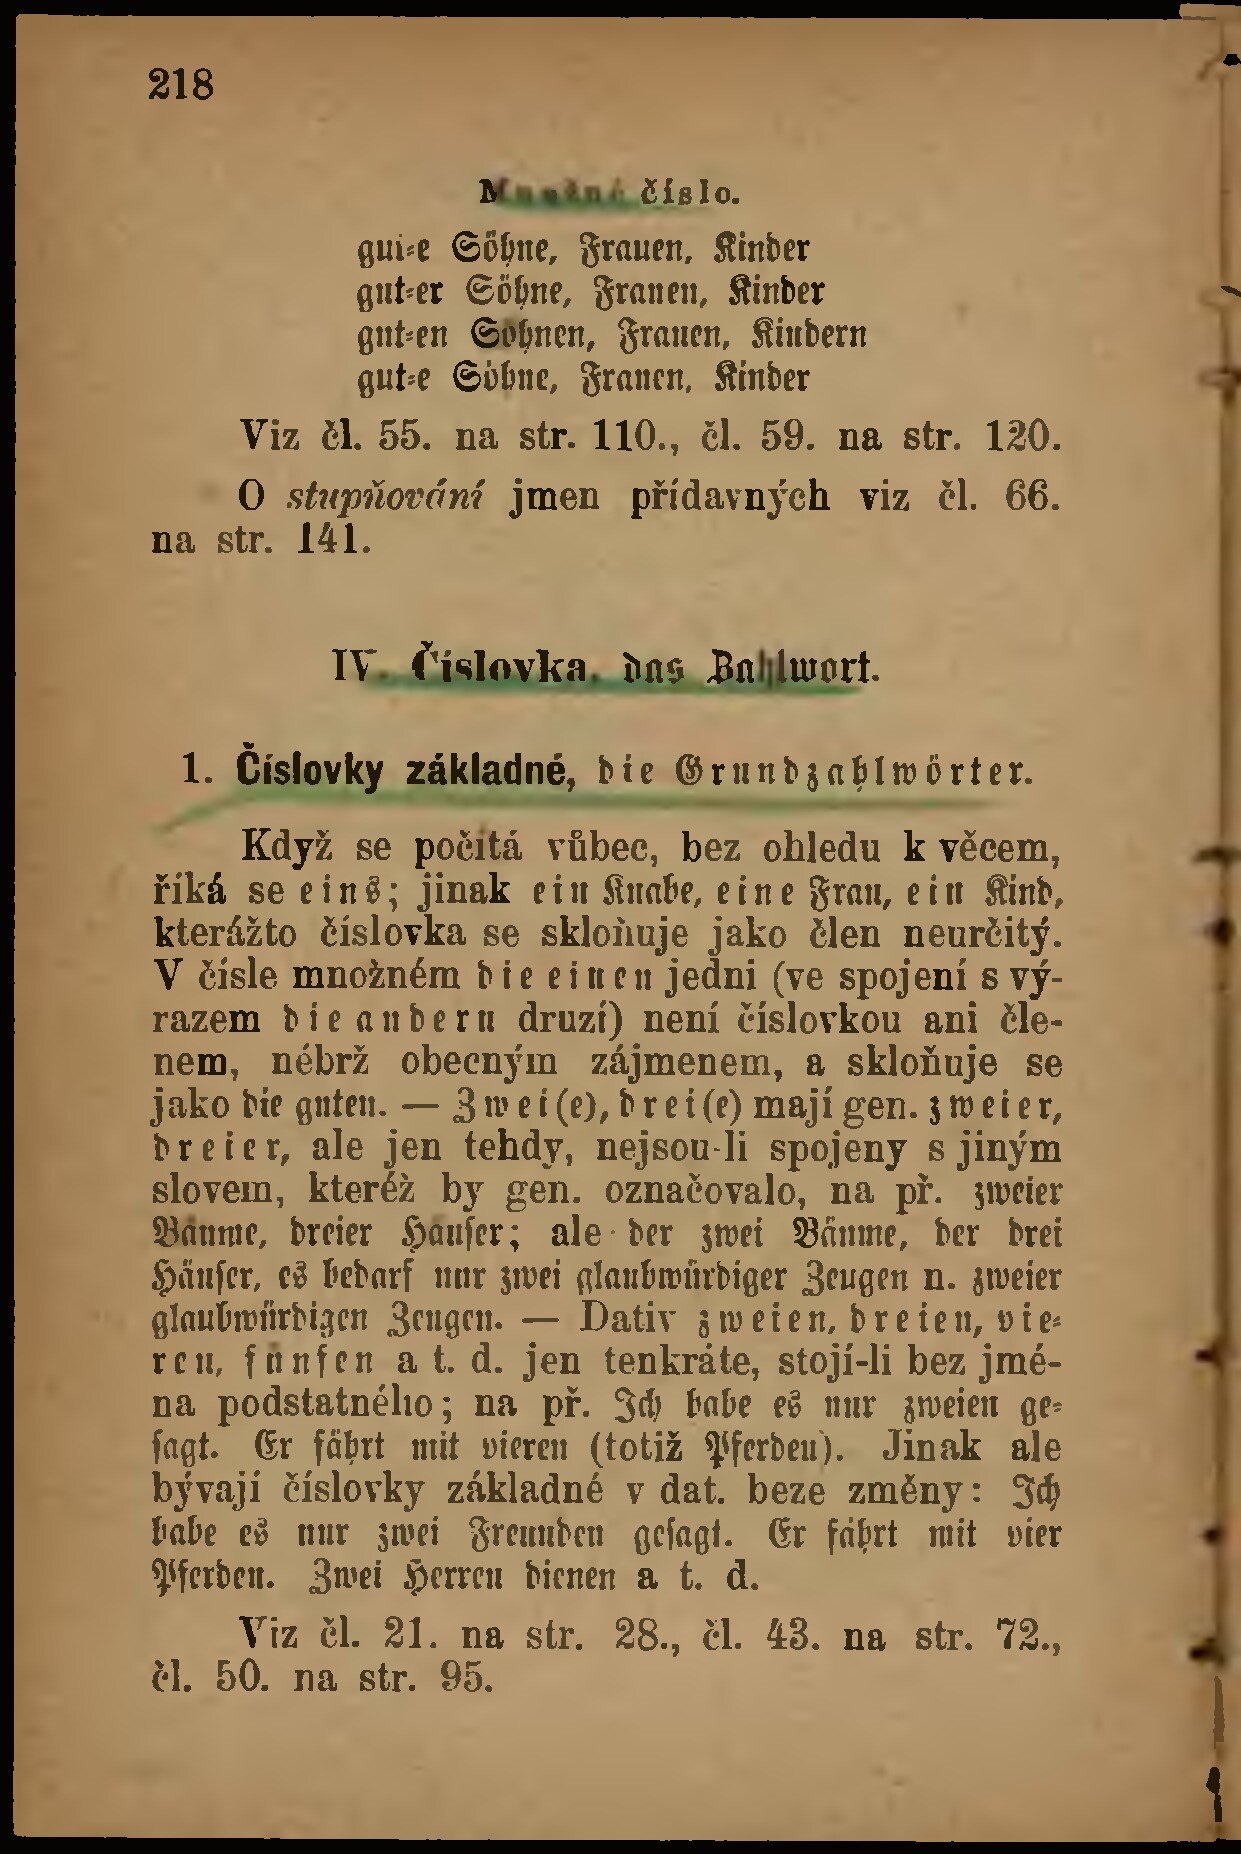 218
Množné číslo.
gut-e Söhne, Frauen, Kinder
gut-er Söhne, Frauen, Kinder
gut-en Söhnen, Frauen, Kindern
gut-e Söhne, Frauen, Kinder
Viz čl. 55. na str. 110., čl. 59. na str. 120.
O stupňování jmen přídavných viz čl. 66.
na str. 141.
IV. Číslovka, das Zahlwort.
1. Číslovky základné, die Grundzahlwörter.
Když se počítá vůbec, bez ohledu k věcem,
říká se eins; jinak ein Knabe, eine Frau, ein Kind,
kterážto číslovka se skloňuje jako člen neurčitý.
V čísle množném die einen jedni (ve spojení s vý-
razem die andern druzí) není číslovkou ani čle-
nem, nébrž obecným zájmenem, a skloňuje se
jako die guten. — Zwei(e), drei(e) mají gen. zweier,
dreier, ale jen tehdy, nejsou-li spojeny s jiným
slovem, kteréž by gen. označovalo, na př. zweier
Bäume, dreier Häuser; ale der zwei Bäume, der drei
Häuser, es bedarf nur zwei glaubwürdiger Zeugen n. zweier
glaubwürdigen Zeugen. — Dativ zweien, dreien, vie-
ren, fünfen a t. d. jen tenkráte, stojí-li bez jmé-
na podstatného; na př. Ich habe es nur zweien ge-
sagt. Er fährt mit vieren (totiž Pferden). Jinak ale
bývají číslovky základné v dat. beze změny: Ich
habe es nur zwei Freunden gesagt. Er fährt mit vier
Pferden. Zwei Herren dienen a t. d.
Viz čl. 21. na str. 28., čl. 43. na str. 72.,
čl. 50. na str. 95.